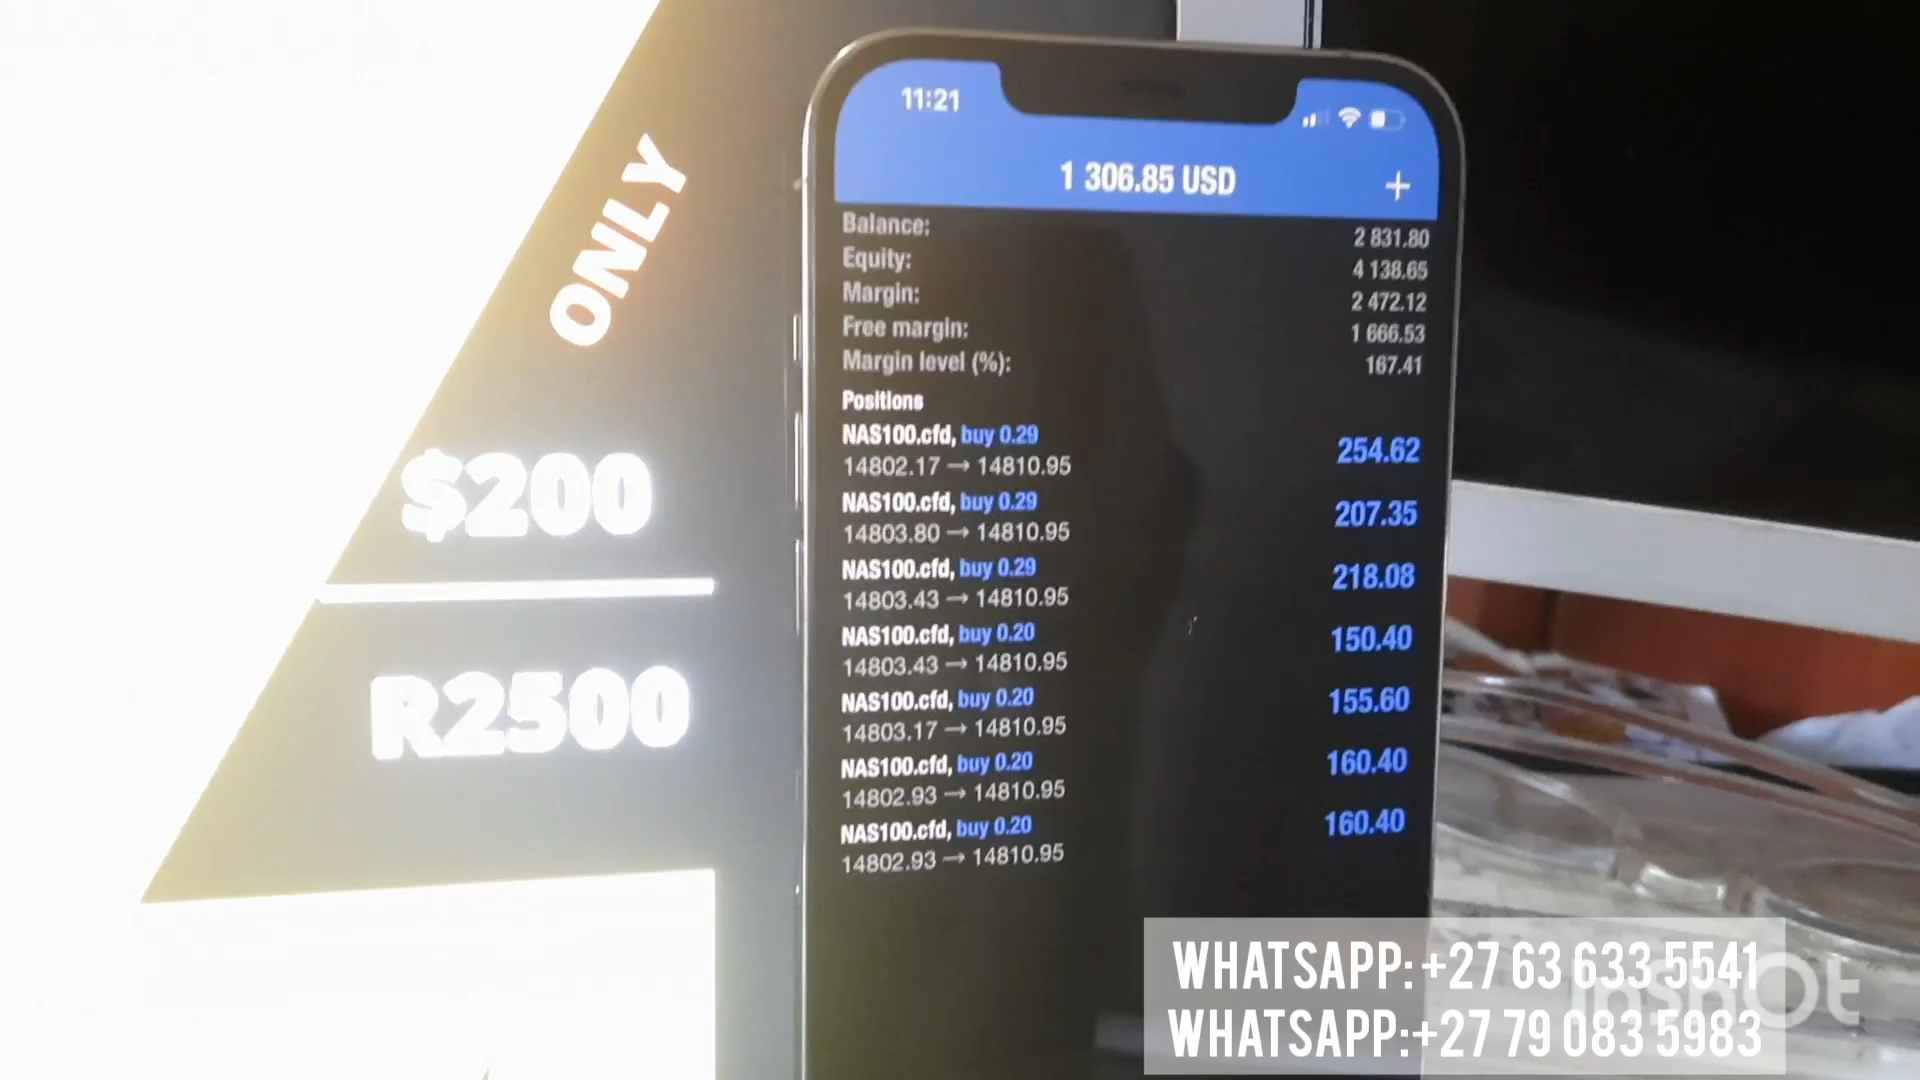 ONLY
$200
R2500
11:21
1 306.85 USD +
Balance: 2 831.80
Equity: 4 138.65
Margin: 2 472.12
Free margin: 1 666.53
Margin level (%): 167.41
Positions
NAS100.cfd, buy 0.29
14802.17 → 14810.95 254.62
NAS100.cfd, buy 0.29
14803.80 → 14810.95 207.35
NAS100.cfd, buy 0.29
14803.43 → 14810.95 218.08
NAS100.cfd, buy 0.20
14803.43 → 14810.95 150.40
NAS100.cfd, buy 0.20
14803.17 → 14810.95 155.60
NAS100.cfd, buy 0.20
14802.93 → 14810.95 160.40
NAS100.cfd, buy 0.20
14802.93 → 14810.95 160.40
WHATSAPP: +27 63 633 5541
WHATSAPP:+27 79 083 5983
InShOt